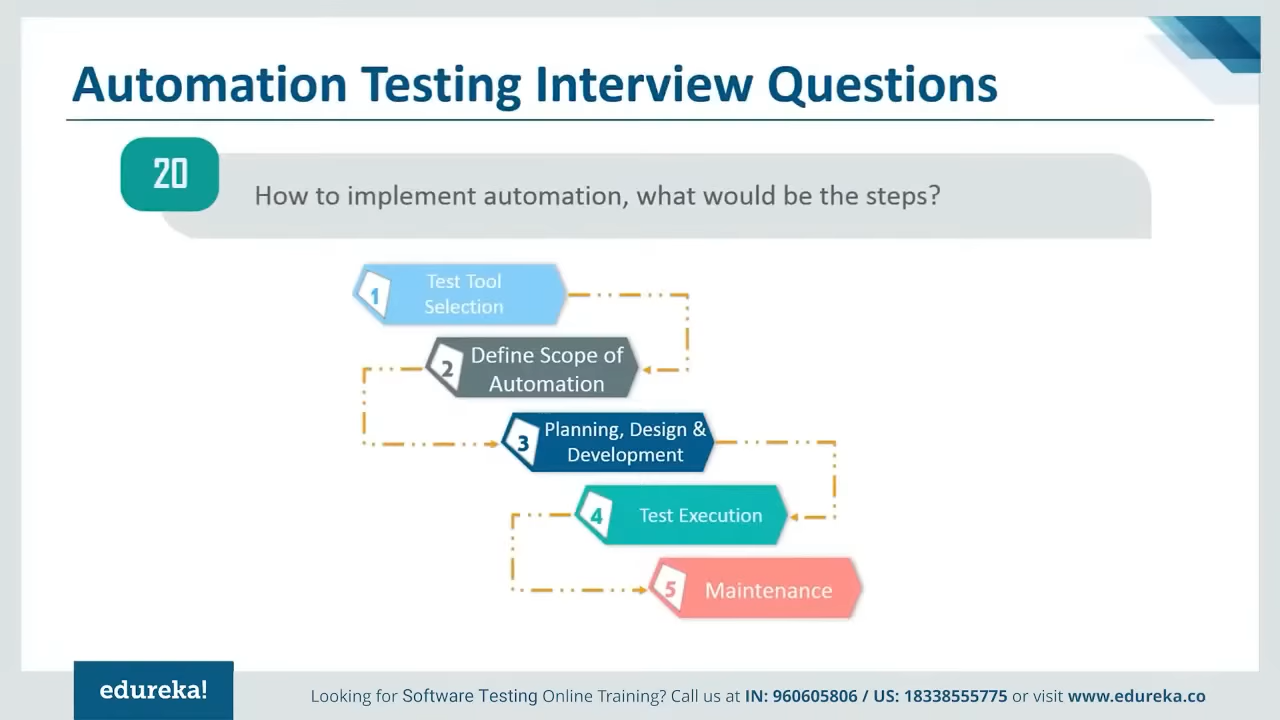 Automation Testing Interview Questions
20
How to implement automation, what would be the steps?
1
Test Tool
Selection
2
Define Scope of
Automation
3
Planning, Design &
Development
4
Test Execution
5
Maintenance
edureka!
Looking for Software Testing Online Training? Call us at IN: 960605806 / US: 18338555775 or visit www.edureka.co